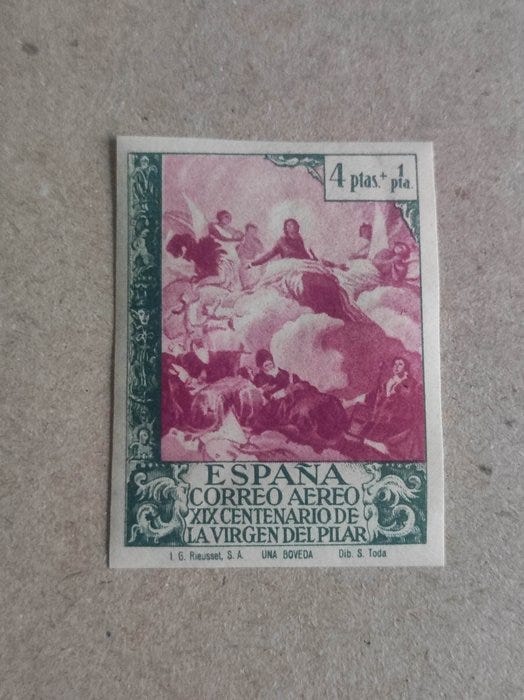 4 ptas. + 1 pta.
ESPAÑA
CORREO AEREO
XIX CENTENARIO DE
LA VIRGEN DEL PILAR
I. G. Rieusset, S. A. UNA BOVEDA Dib. S. Toda